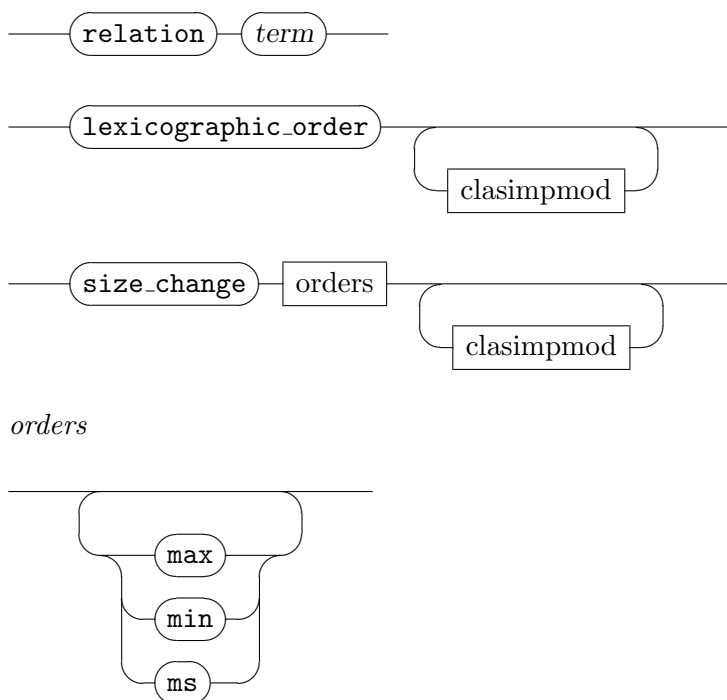 relation term
lexicographic_order
clasimpmod
size_change orders
clasimpmod
orders
max
min
ms